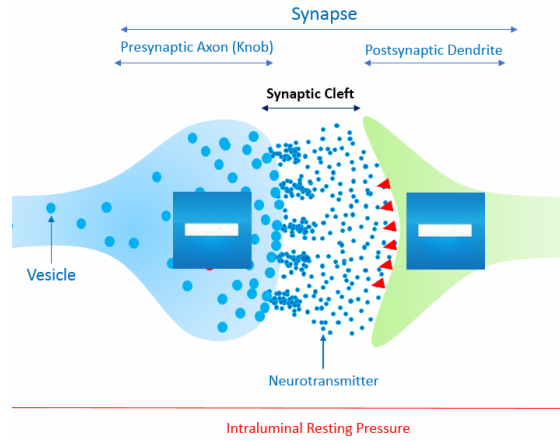 Synapse
Presynaptic Axon (Knob)
Postsynaptic Dendrite
Synaptic Cleft
Vesicle
Neurotransmitter
Intraluminal Resting Pressure